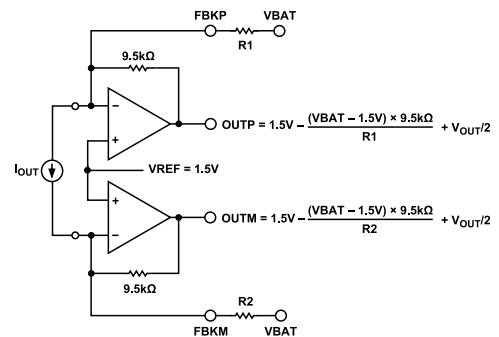 FBKP VBAT
R1
9.5kΩ
OUTP = 1.5V – (VBAT – 1.5V) × 9.5kΩ / R1 + VOUT/2
IOUT
VREF = 1.5V
OUTM = 1.5V – (VBAT – 1.5V) × 9.5kΩ / R2 + VOUT/2
9.5kΩ
R2
FBKM VBAT